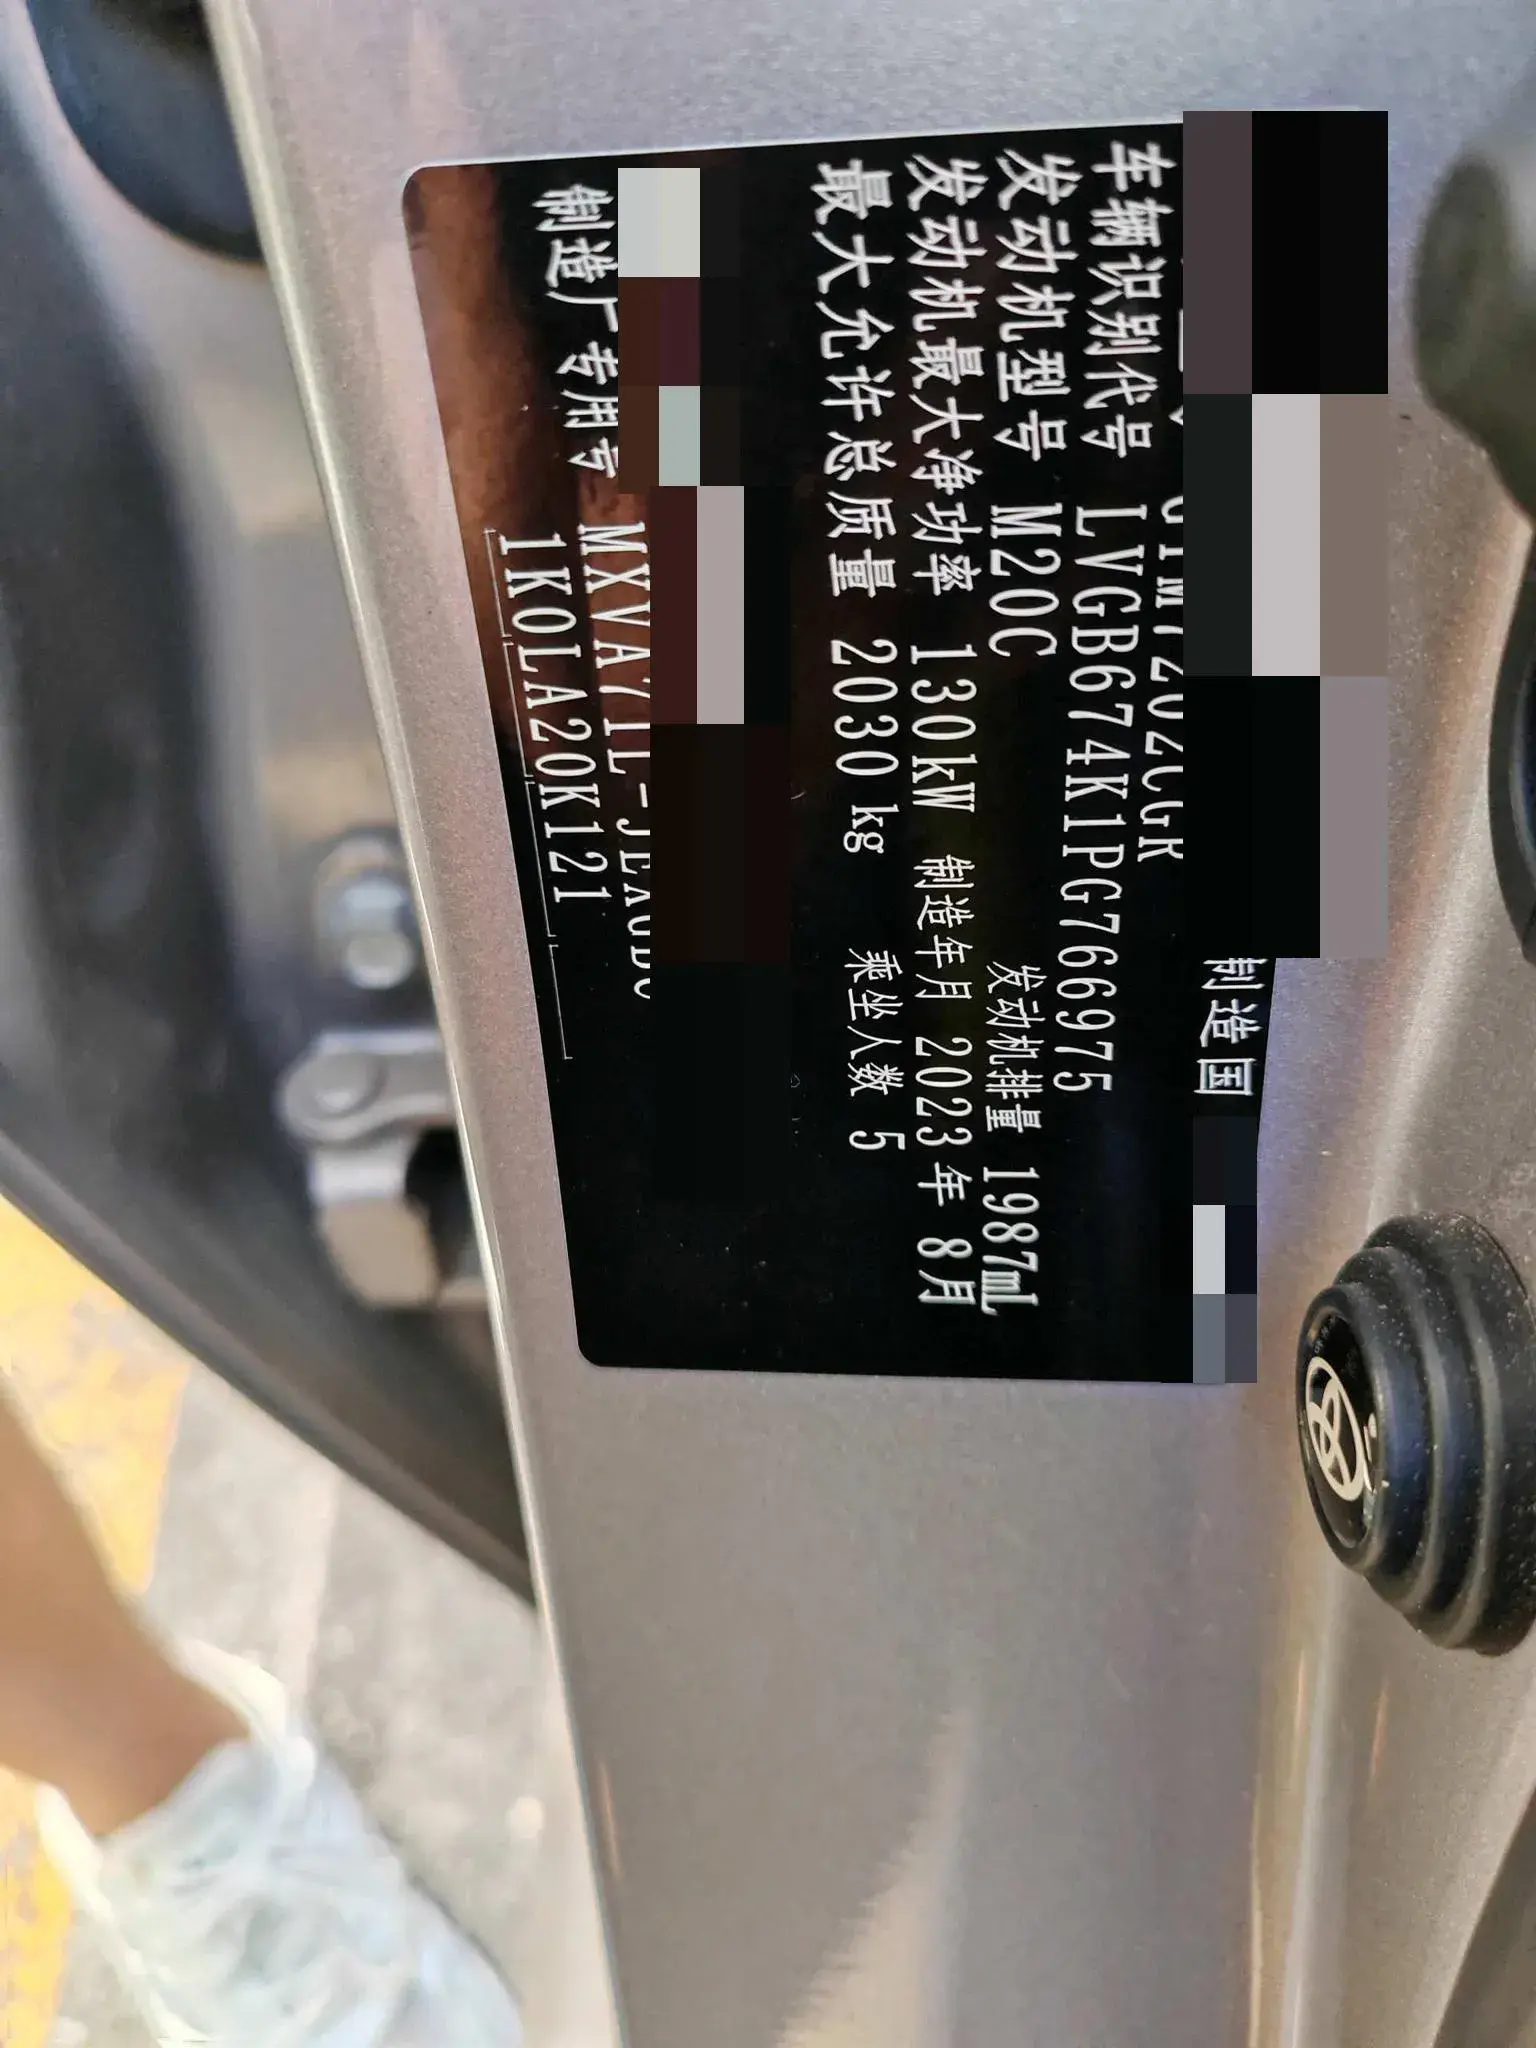 制造国
车辆识别代号 LVGB674K1PG766975
发动机型号 M20C 发动机排量 1987mL
发动机最大净功率 130kW 制造年月 2023年 8月
最大允许总质量 2030 kg 乘坐人数 5
制造厂专用号
1K0LA20K121